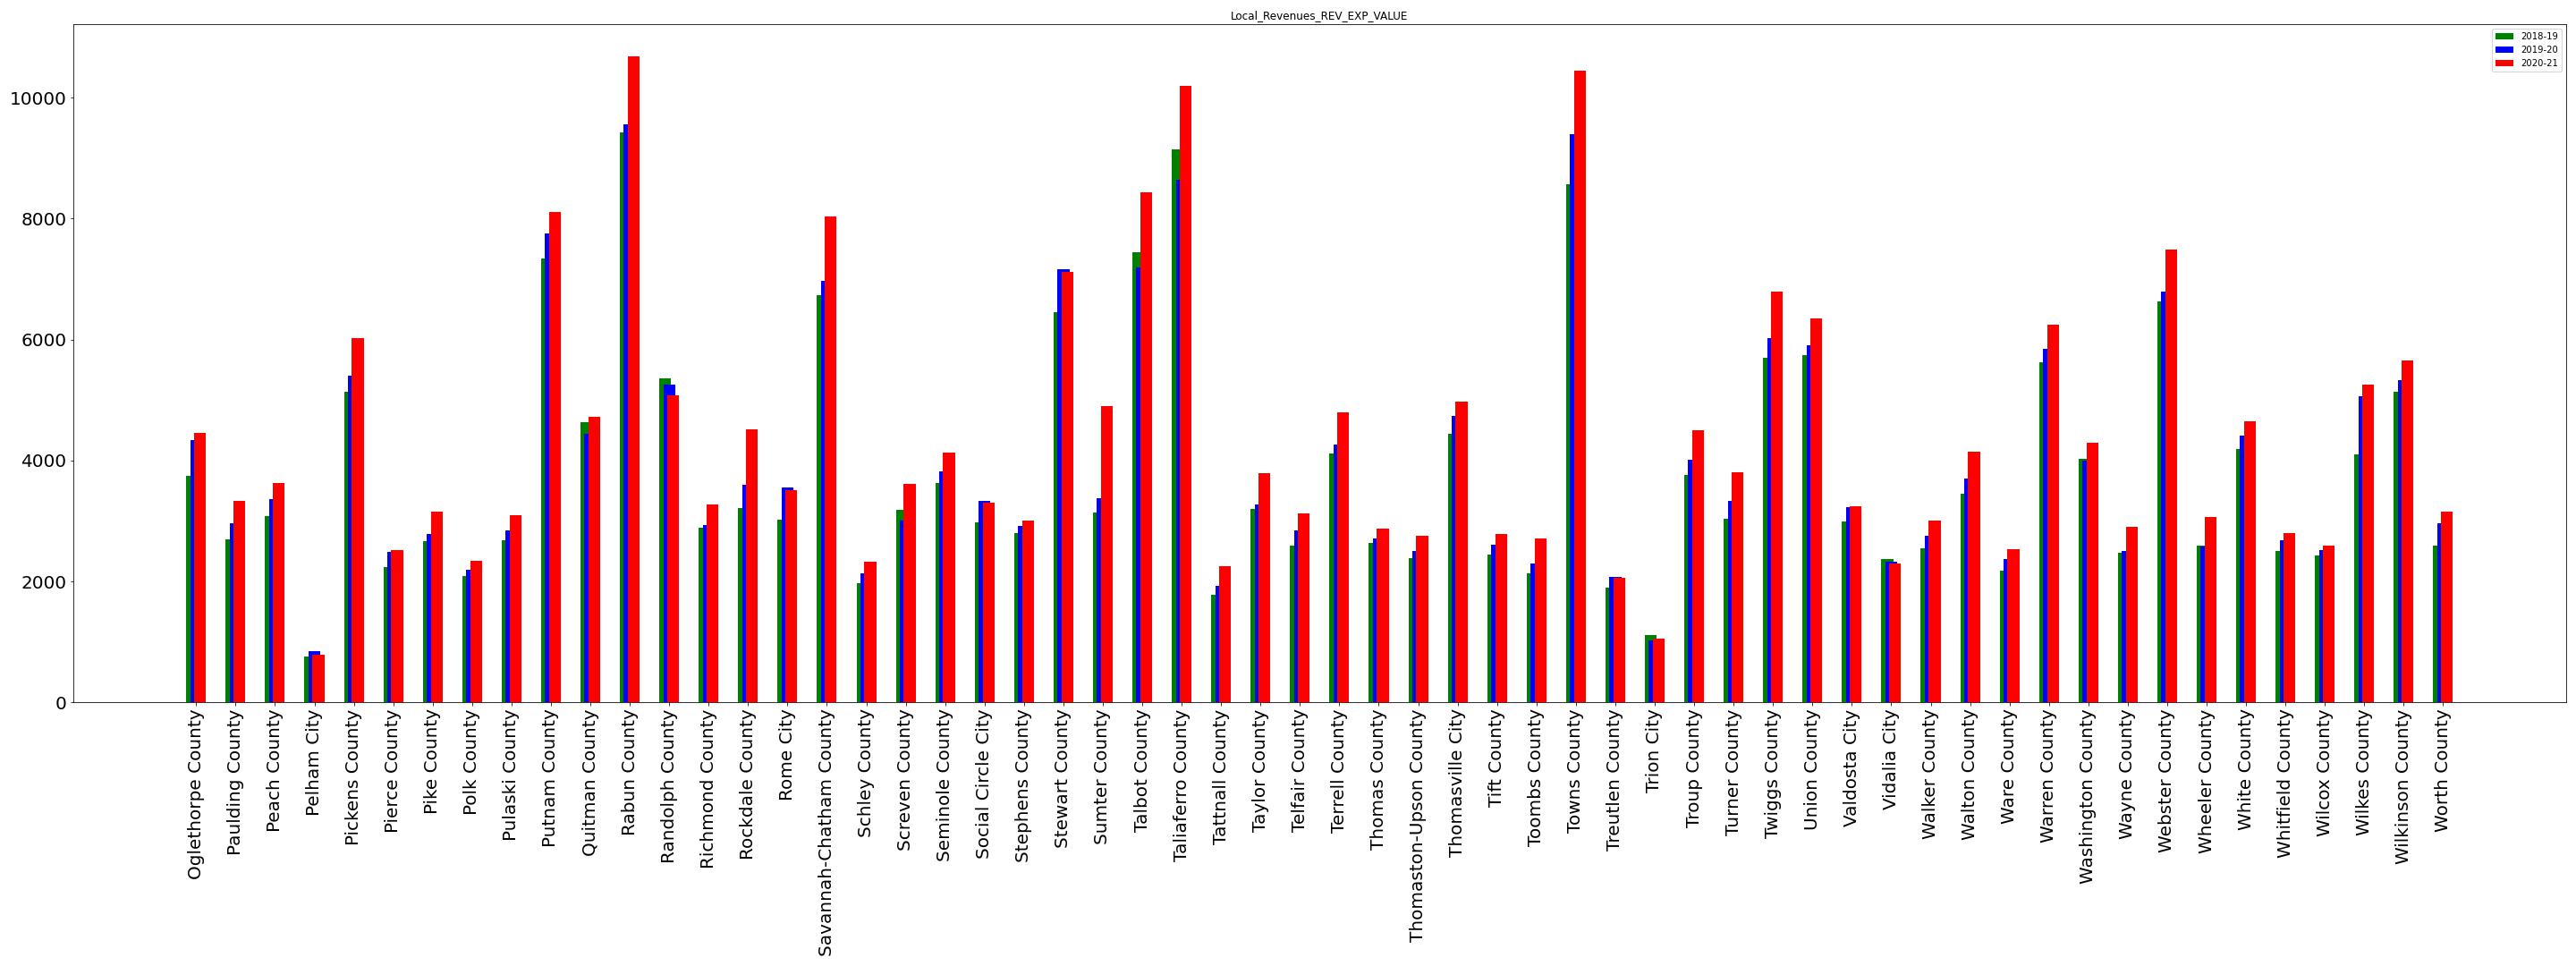 Local_Revenues_REV_EXP_VALUE
2018-19
2019-20
2020-21
10000
8000
6000
4000
2000
0
Oglethorpe County
Paulding County
Peach County
Pelham City
Pickens County
Pierce County
Pike County
Polk County
Pulaski County
Putnam County
Quitman County
Rabun County
Randolph County
Richmond County
Rockdale County
Rome City
Savannah-Chatham County
Schley County
Screven County
Seminole County
Social Circle City
Stephens County
Stewart County
Sumter County
Talbot County
Taliaferro County
Tattnall County
Taylor County
Telfair County
Terrell County
Thomas County
Thomaston-Upson County
Thomasville City
Tift County
Toombs County
Towns County
Treutlen County
Trion City
Troup County
Turner County
Twiggs County
Union County
Valdosta City
Vidalia City
Walker County
Walton County
Ware County
Warren County
Washington County
Wayne County
Webster County
Wheeler County
White County
Whitfield County
Wilcox County
Wilkes County
Wilkinson County
Worth County